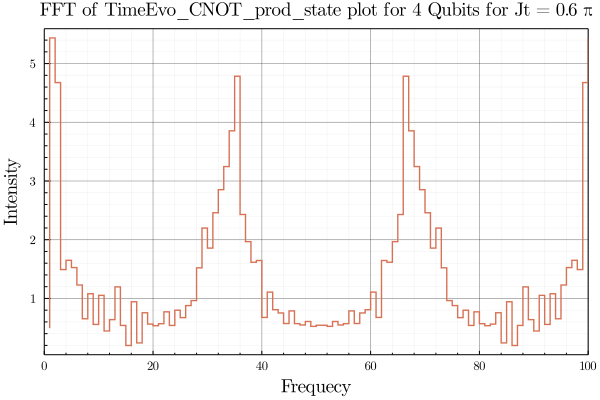 FFT of TimeEvo_CNOT_prod_state plot for 4 Qubits for Jt = 0.6 π
5
4
3
2
1
Intensity
0 20 40 60 80 100
Frequecy